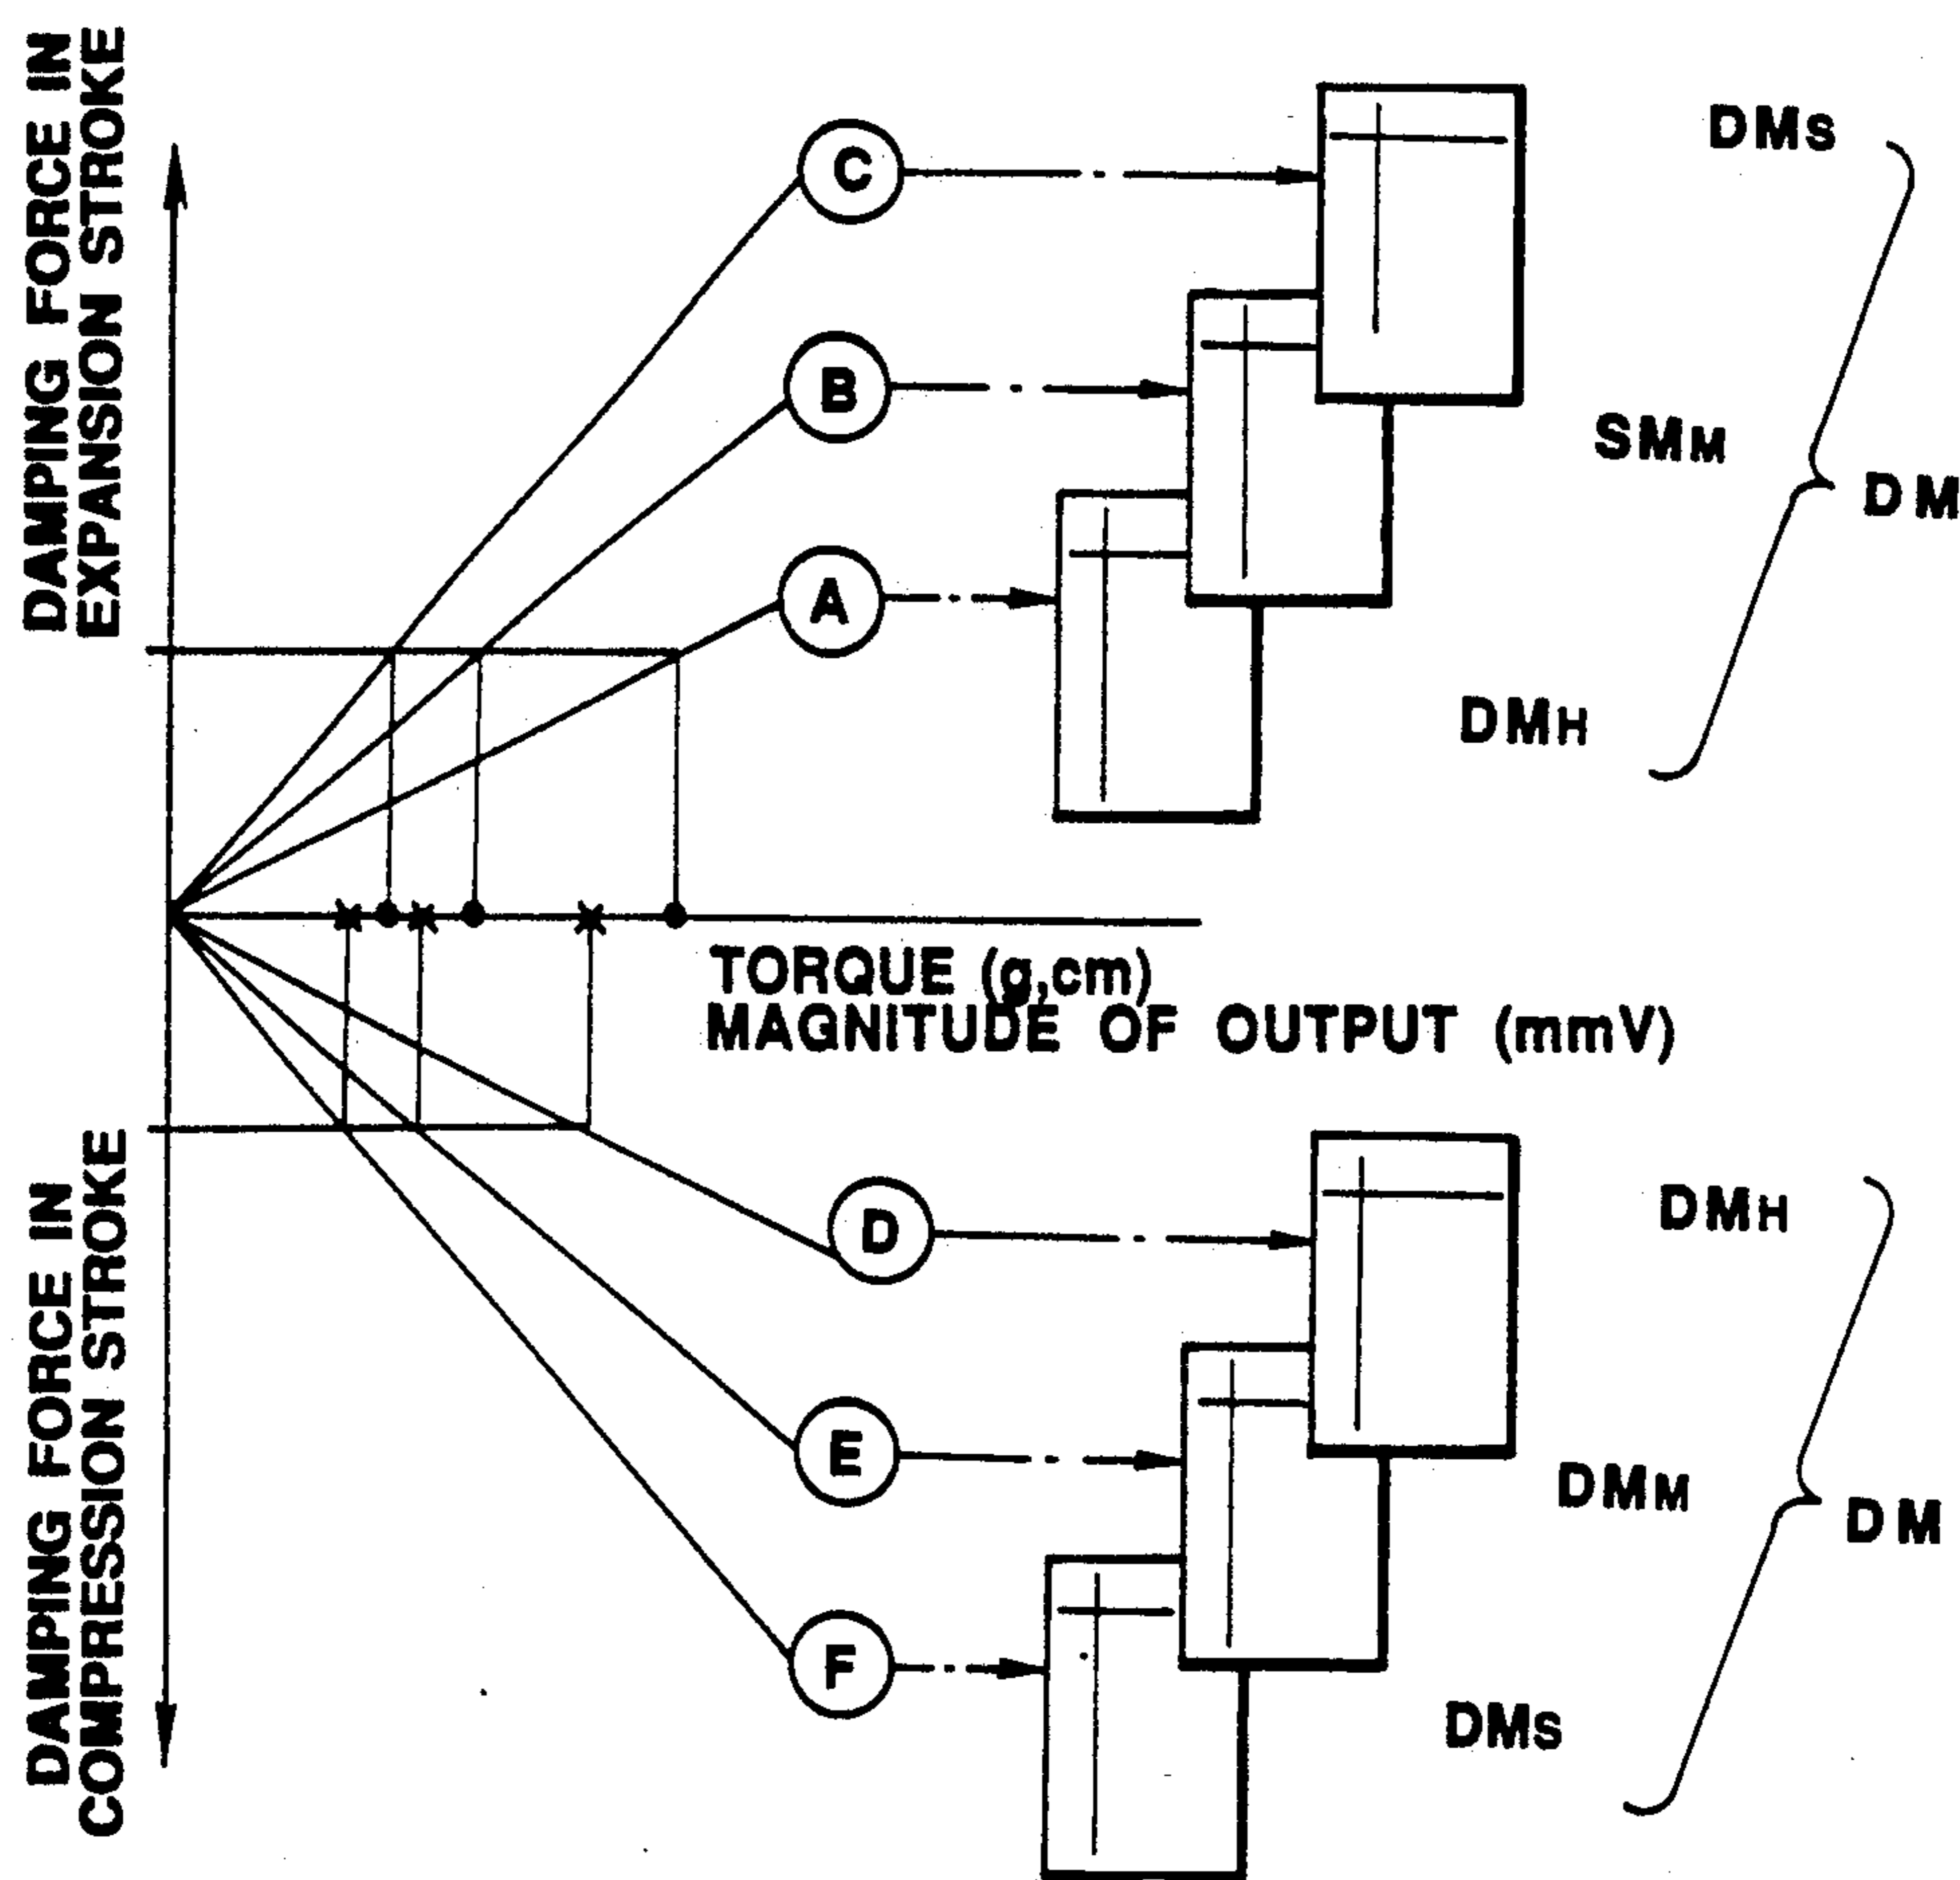 DAMPING FORCE IN
EXPANSION STROKE
C
DMS
B
SMM
DM
A
DMH
TORQUE (g,cm)
MAGNITUDE OF OUTPUT (mmV)
DAMPING FORCE IN
COMPRESSION STROKE
D
DMH
E
DMM
DM
F
DMS